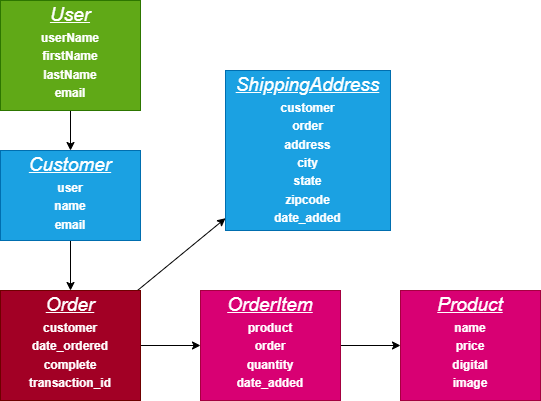 User
userName
firstName
lastName
email
ShippingAddress
customer
order
address
city
state
zipcode
date_added
Customer
user
name
email
Order
customer
date_ordered
complete
transaction_id
OrderItem
product
order
quantity
date_added
Product
name
price
digital
image